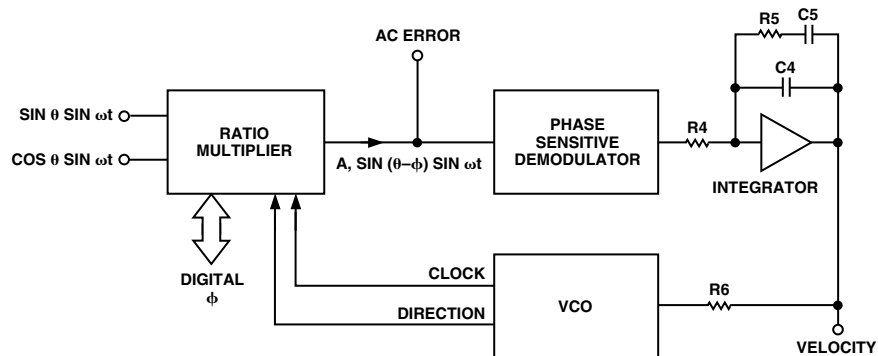 AC ERROR
R5
C5
C4
SIN θ SIN ωt
COS θ SIN ωt
RATIO
MULTIPLIER
A, SIN (θ–ϕ) SIN ωt
PHASE
SENSITIVE
DEMODULATOR
R4
INTEGRATOR
DIGITAL
ϕ
CLOCK
DIRECTION
VCO
R6
VELOCITY